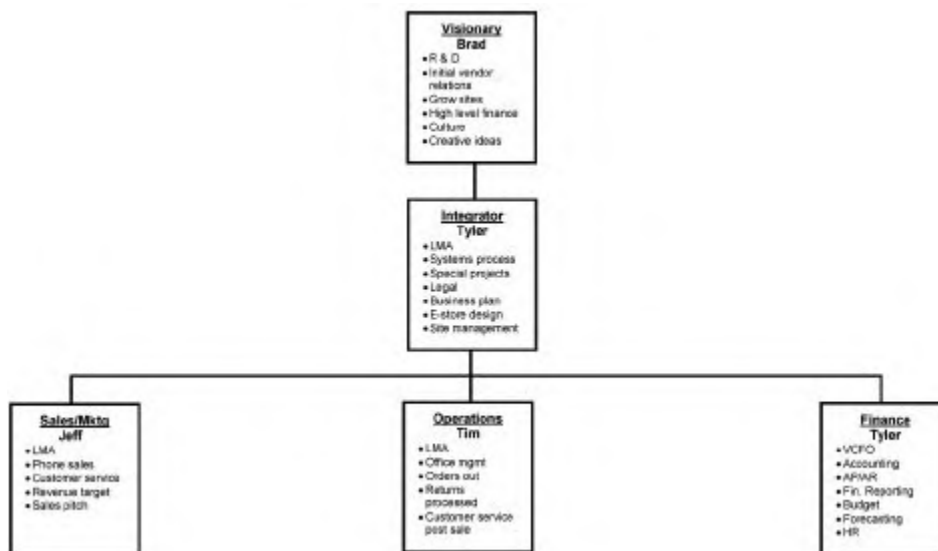 Visionary
Brad
• R & D
• Initial vendor
relations
• Grow sites
• High level finance
• Culture
• Creative ideas
Integrator
Tyler
• LMA
• Systems process
• Special projects
• Legal
• Business plan
• E-store design
• Site management
Sales/Mktg
Jeff
• LMA
• Phone sales
• Customer service
• Revenue target
• Sales pitch
Operations
Tim
• LMA
• Office mgmt
• Orders out
• Returns
processed
• Customer service
post sale
Finance
Tyler
• VCFO
• Accounting
• AP/AR
• Fin. Reporting
• Budget
• Forecasting
• HR